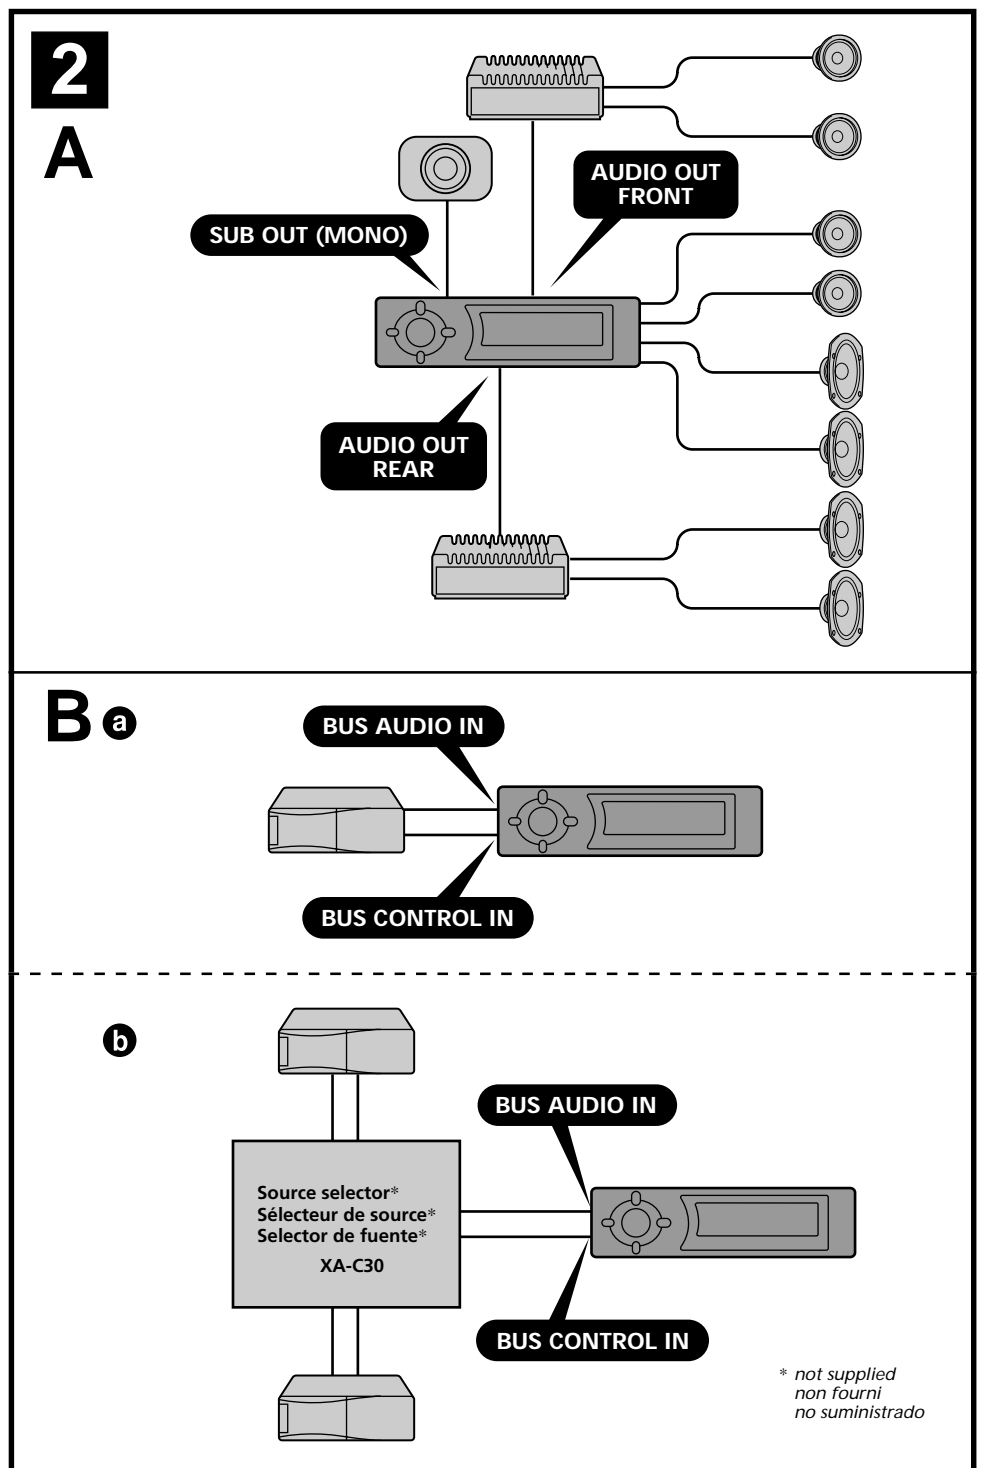 2
A
AUDIO OUT
FRONT
SUB OUT (MONO)
AUDIO OUT
REAR
B a
BUS AUDIO IN
BUS CONTROL IN
b
BUS AUDIO IN
Source selector*
Sélecteur de source*
Selector de fuente*
XA-C30
BUS CONTROL IN
* not supplied
non fourni
no suministrado